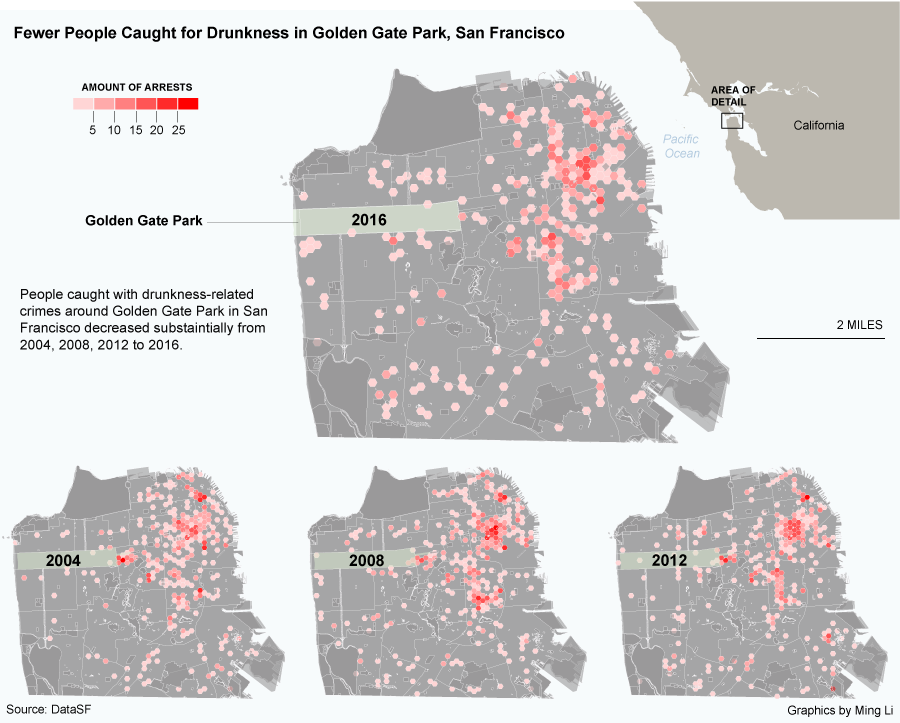 Fewer People Caught for Drunkness in Golden Gate Park, San Francisco
AMOUNT OF ARRESTS
5 10 15 20 25
AREA OF
DETAIL
California
Pacific
Ocean
Golden Gate Park
2016
People caught with drunkness-related
crimes around Golden Gate Park in San
Francisco decreased substaintially from
2004, 2008, 2012 to 2016.
2 MILES
2004
2008
2012
Source: DataSF
Graphics by Ming Li